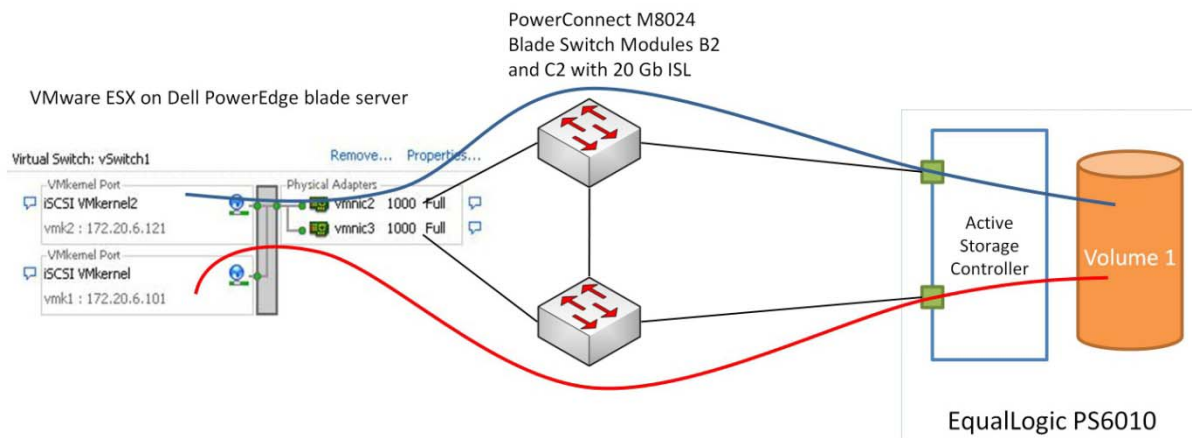 PowerConnect M8024
Blade Switch Modules B2
and C2 with 20 Gb ISL
VMware ESX on Dell PowerEdge blade server
Virtual Switch: vSwitch1
Remove... Properties...
VMkernel Port
iSCSI VMkernel2
vmk2 : 172.20.6.121
Physical Adapters
vmnic2 1000 Full
vmnic3 1000 Full
VMkernel Port
iSCSI VMkernel
vmk1 : 172.20.6.101
Active
Storage
Controller
Volume 1
EqualLogic PS6010